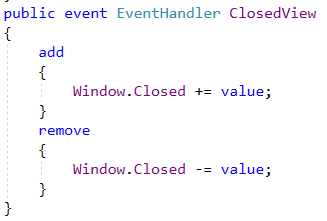 public event EventHandler ClosedView
{
    add
    {
        Window.Closed += value;
    }
    remove
    {
        Window.Closed -= value;
    }
}